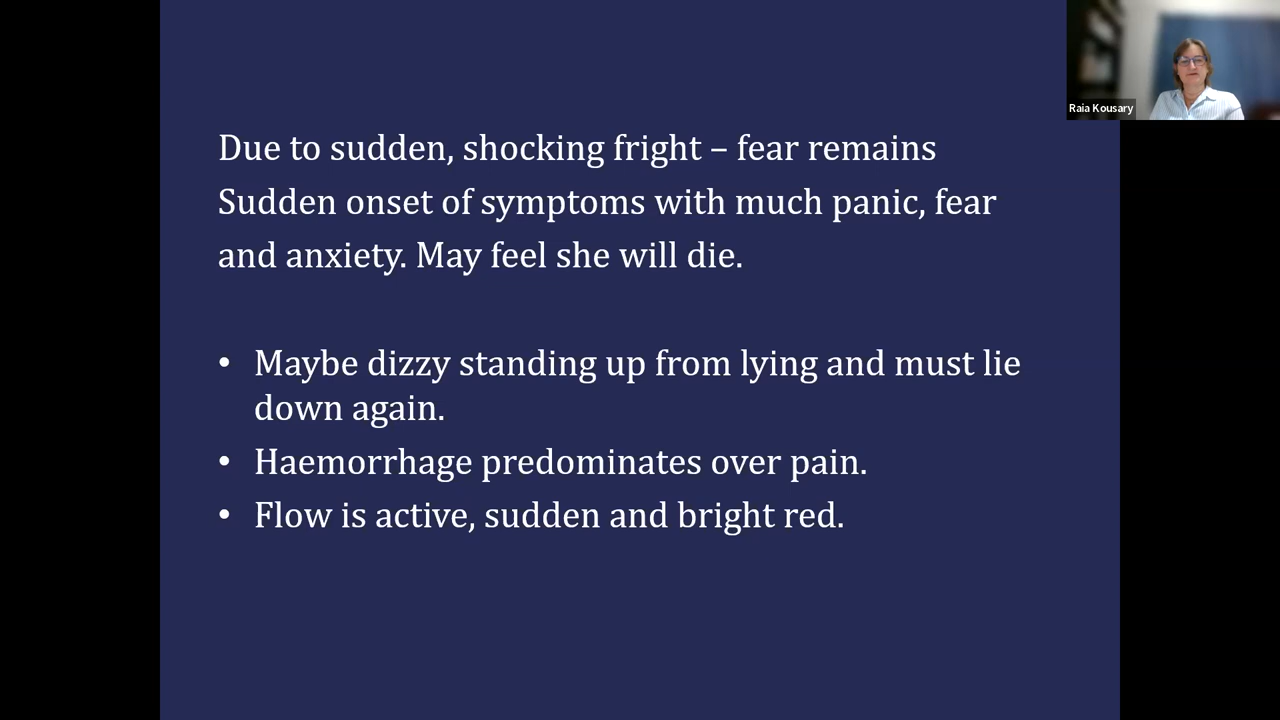 Raia Kousary
Due to sudden, shocking fright – fear remains
Sudden onset of symptoms with much panic, fear
and anxiety. May feel she will die.
• Maybe dizzy standing up from lying and must lie
down again.
• Haemorrhage predominates over pain.
• Flow is active, sudden and bright red.